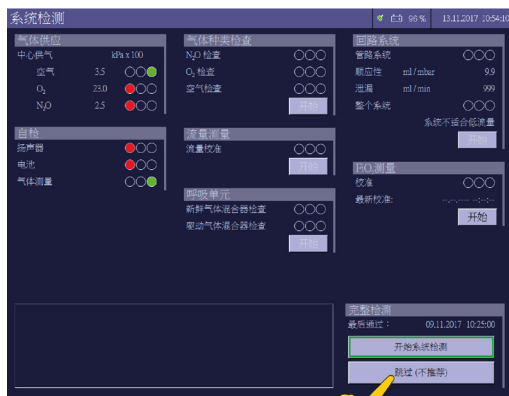 系统检测
96 %
13.11.2017 10:54:10
气体供应
中心供气 kPa x 100
空气 3.5
O₂ 23.0
N₂O 2.5
自检
扬声器
电池
气体测量
气体种类检查
N₂O 检查
O₂ 检查
空气检查
开始
流量测量
流量校准
开始
呼吸单元
新鲜气体混合器检查
驱动气体混合器检查
开始
回路系统
管路系统
顺应性 ml / mbar 9.9
泄漏 ml / min 999
整个系统
系统不适合低流量
开始
测量
校准
最新校准: --.--.---- --:--:--
开始
完整检测
最后通过： 09.11.2017 10:25:00
开始系统检测
跳过 (不推荐)